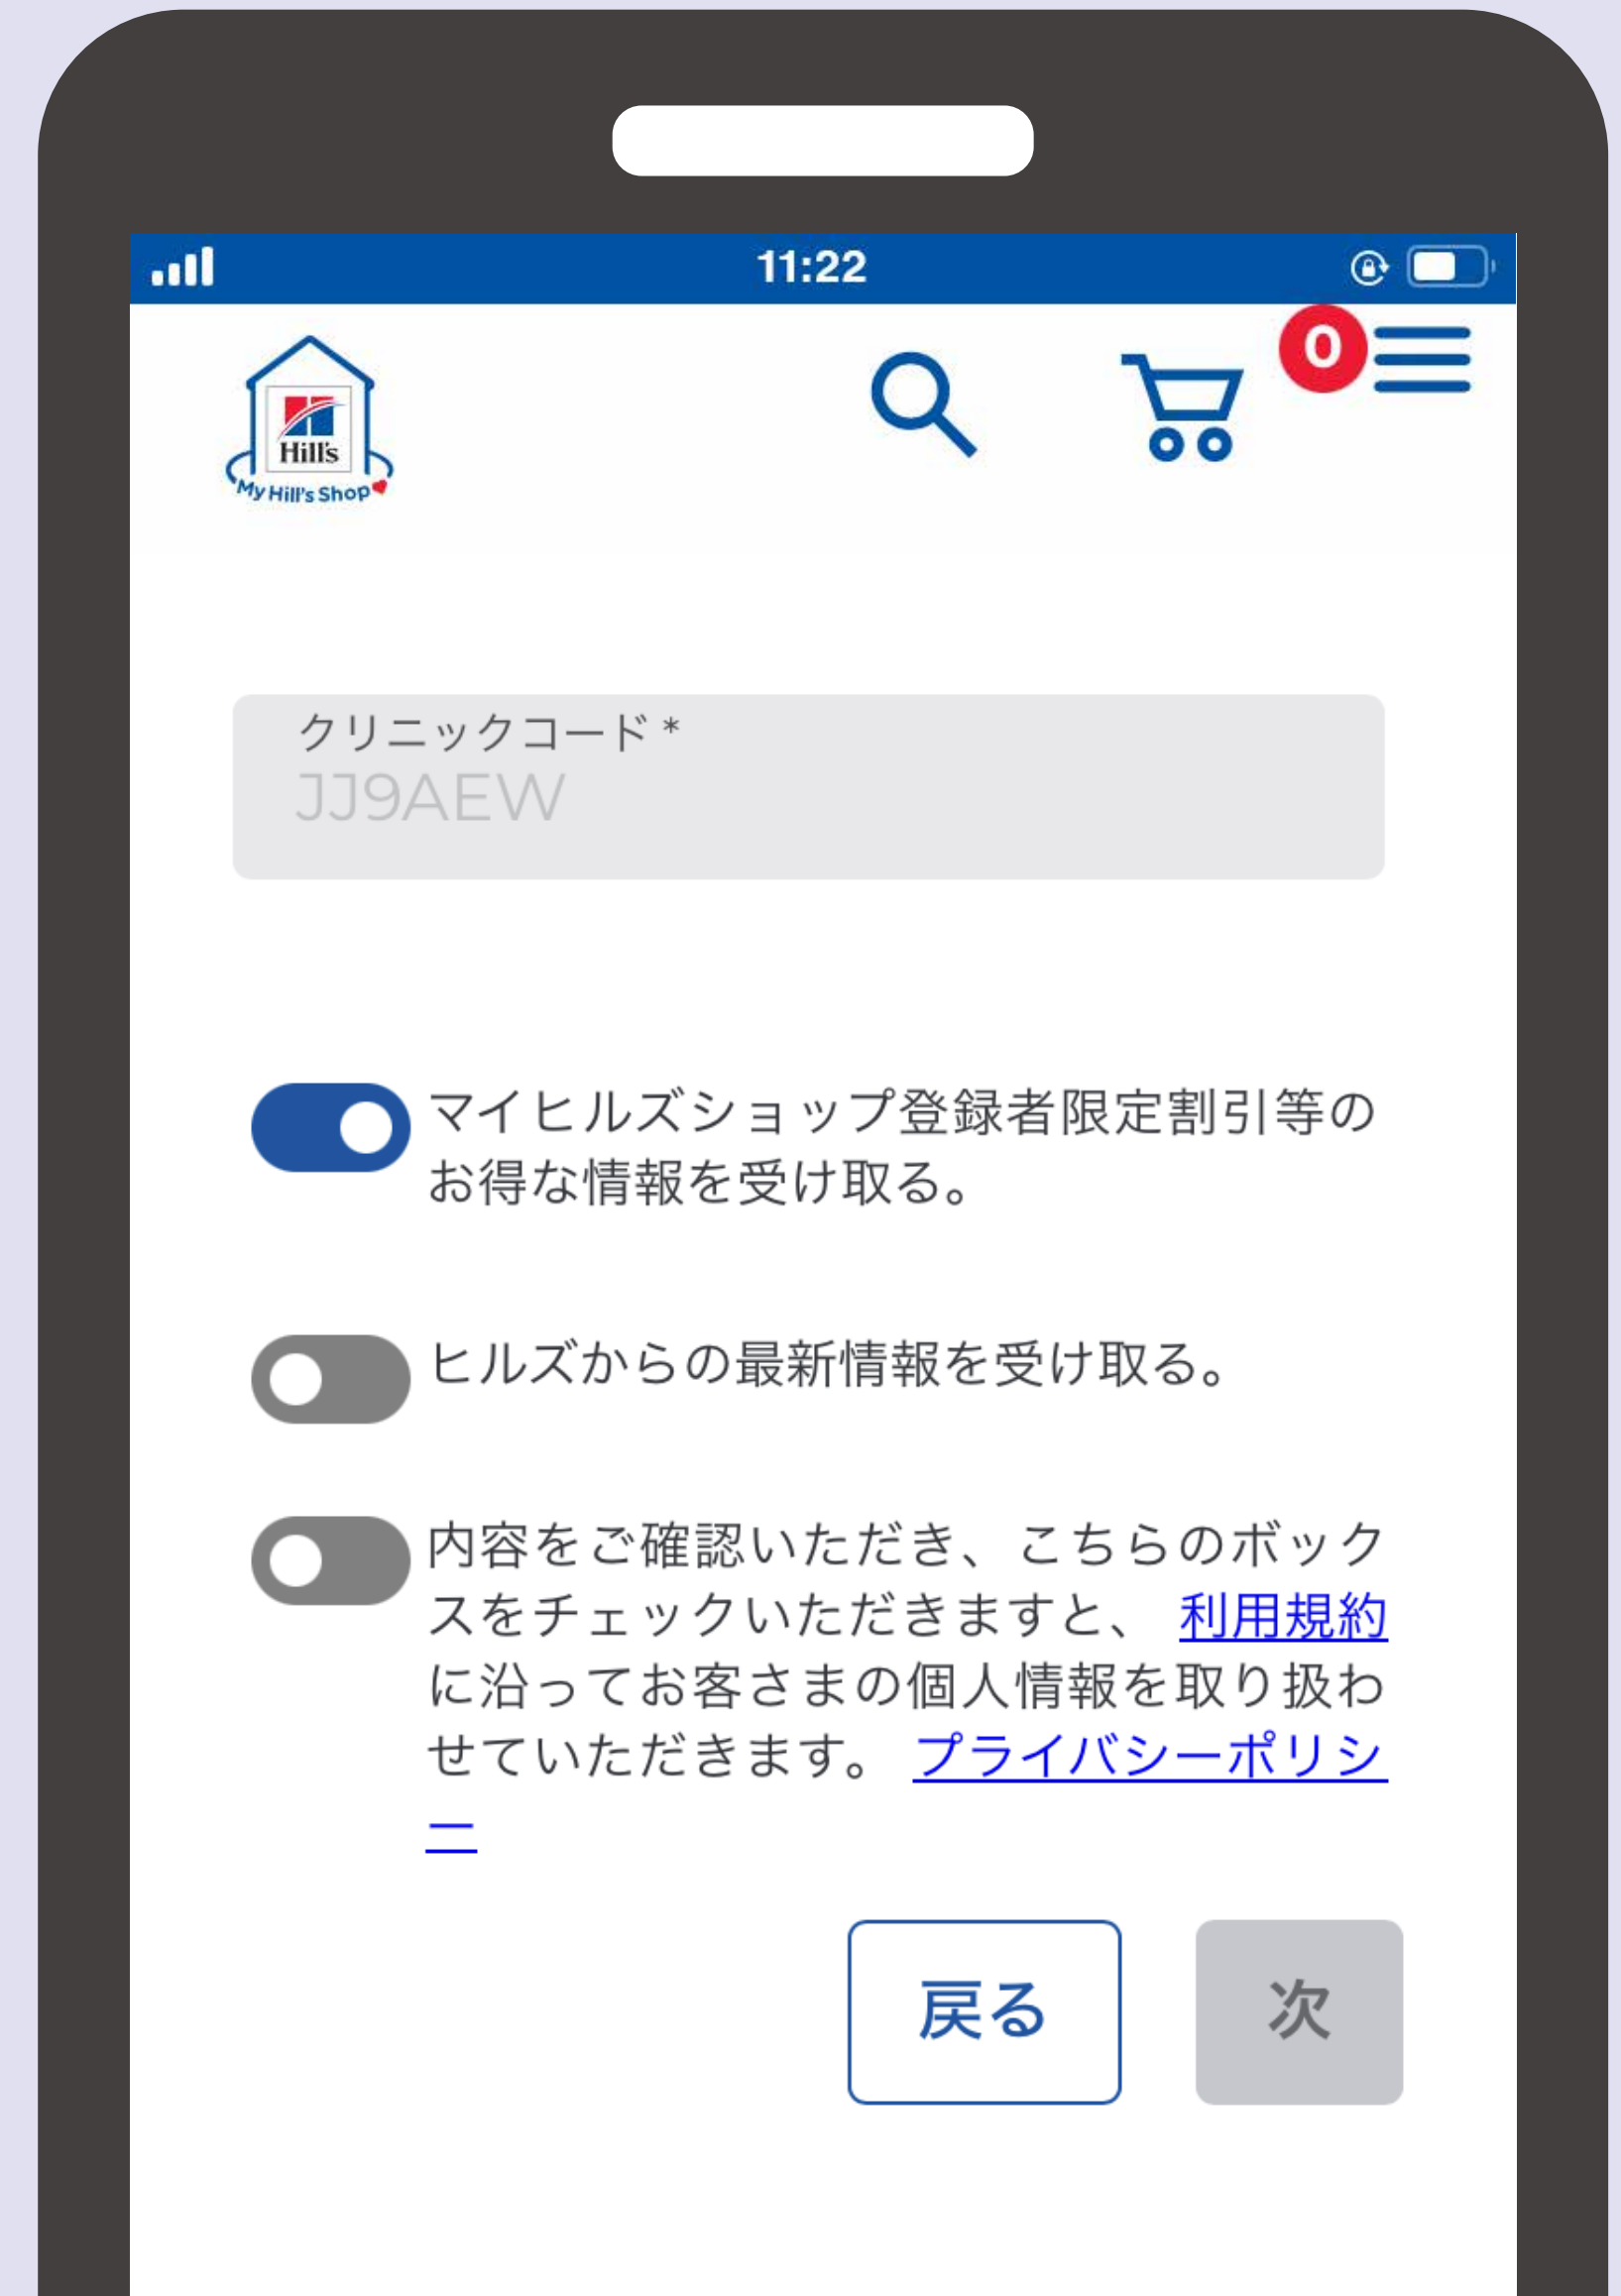 11:22
0
Hill's
My Hill's Shop
クリニックコード *
JJ9AEW
マイヒルズショップ登録者限定割引等の
お得な情報を受け取る。
ヒルズからの最新情報を受け取る。
内容をご確認いただき、こちらのボック
スをチェックいただきますと、 利用規約
に沿ってお客さまの個人情報を取り扱わ
せていただきます。 プライバシーポリシ
ー
戻る
次